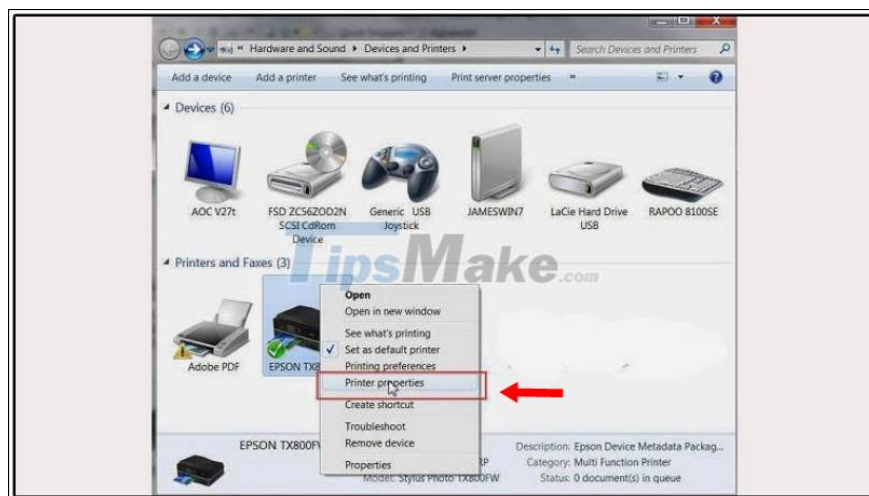 « Hardware and Sound ▸ Devices and Printers ▸
Search Devices and Printers
Add a device Add a printer See what's printing Print server properties »
Devices (6)
AOC V27t
FSD ZC56ZOD2N
SCSI CdRom
Device
Generic USB
Joystick
JAMESWIN7
LaCie Hard Drive
USB
RAPOO 8100SE
TipsMake.com
Printers and Faxes (3)
Adobe PDF
EPSON TX8
Open
Open in new window
See what's printing
Set as default printer
Printing preferences
Printer properties
Create shortcut
Troubleshoot
Remove device
Properties
EPSON TX800F
Model: Stylus Photo TX800FW
Description: Epson Device Metadata Packag...
Category: Multi Function Printer
Status: 0 document(s) in queue